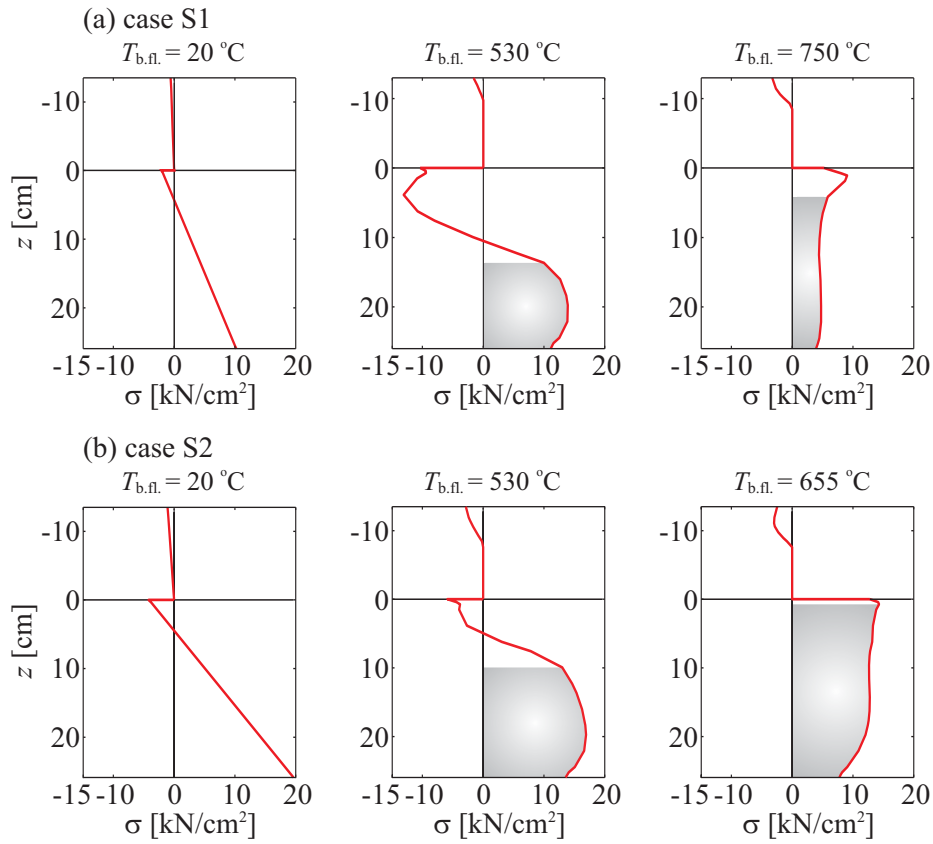 (a) case S1
T_b.fl. = 20 °C
T_b.fl. = 530 °C
T_b.fl. = 750 °C
z [cm]
-10
0
10
20
-15 -10 0 10 20
σ [kN/cm²]
-10
0
10
20
-15 -10 0 10 20
σ [kN/cm²]
-10
0
10
20
-15 -10 0 10 20
σ [kN/cm²]
(b) case S2
T_b.fl. = 20 °C
T_b.fl. = 530 °C
T_b.fl. = 655 °C
z [cm]
-10
0
10
20
-15 -10 0 10 20
σ [kN/cm²]
-10
0
10
20
-15 -10 0 10 20
σ [kN/cm²]
-10
0
10
20
-15 -10 0 10 20
σ [kN/cm²]